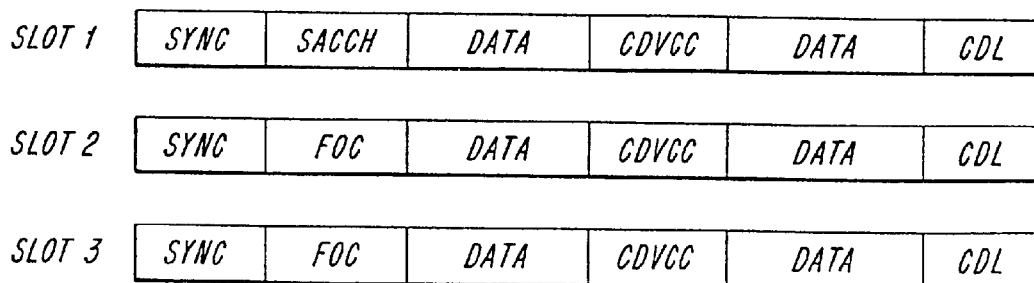 SLOT 1 SYNC SACCH DATA CDVCC DATA CDL
SLOT 2 SYNC FOC DATA CDVCC DATA CDL
SLOT 3 SYNC FOC DATA CDVCC DATA CDL